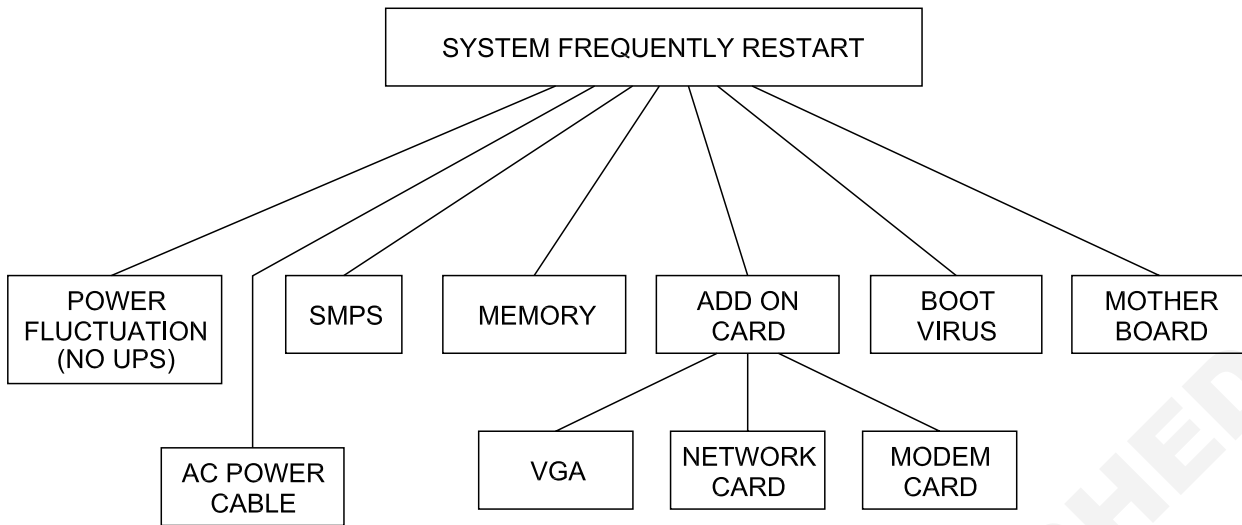 SYSTEM FREQUENTLY RESTART
POWER
FLUCTUATION
(NO UPS)
SMPS
MEMORY
ADD ON
CARD
BOOT
VIRUS
MOTHER
BOARD
AC POWER
CABLE
VGA
NETWORK
CARD
MODEM
CARD
HED